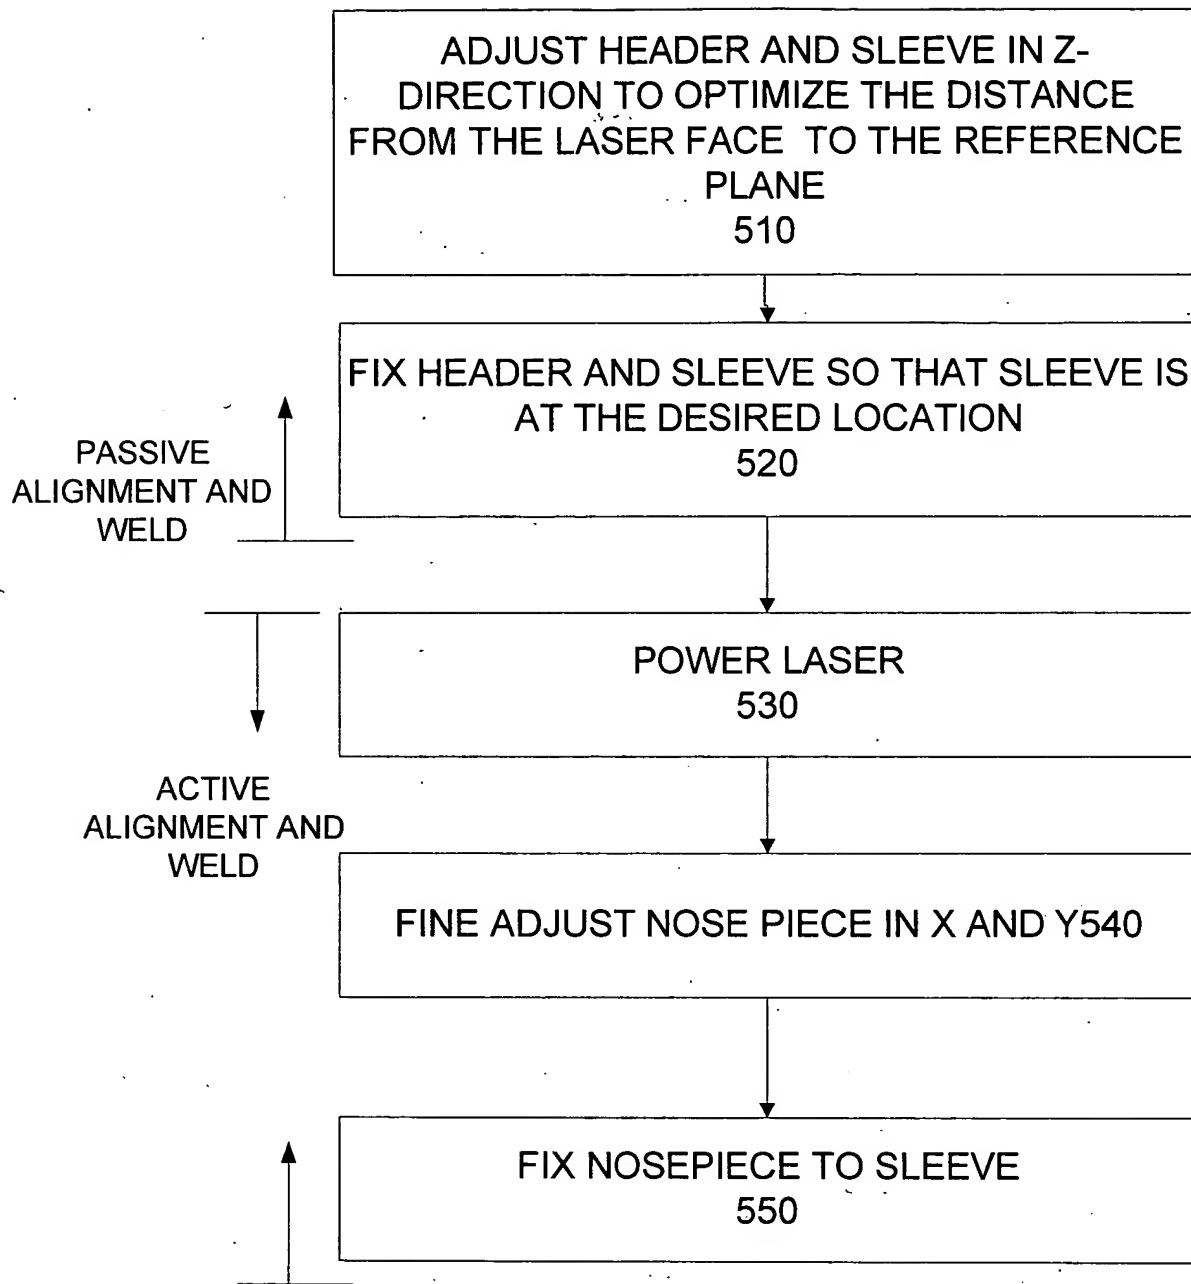 ADJUST HEADER AND SLEEVE IN Z-
DIRECTION TO OPTIMIZE THE DISTANCE
FROM THE LASER FACE TO THE REFERENCE
PLANE
510
FIX HEADER AND SLEEVE SO THAT SLEEVE IS
AT THE DESIRED LOCATION
520
PASSIVE
ALIGNMENT AND
WELD
POWER LASER
530
ACTIVE
ALIGNMENT AND
WELD
FINE ADJUST NOSE PIECE IN X AND Y540
FIX NOSEPIECE TO SLEEVE
550